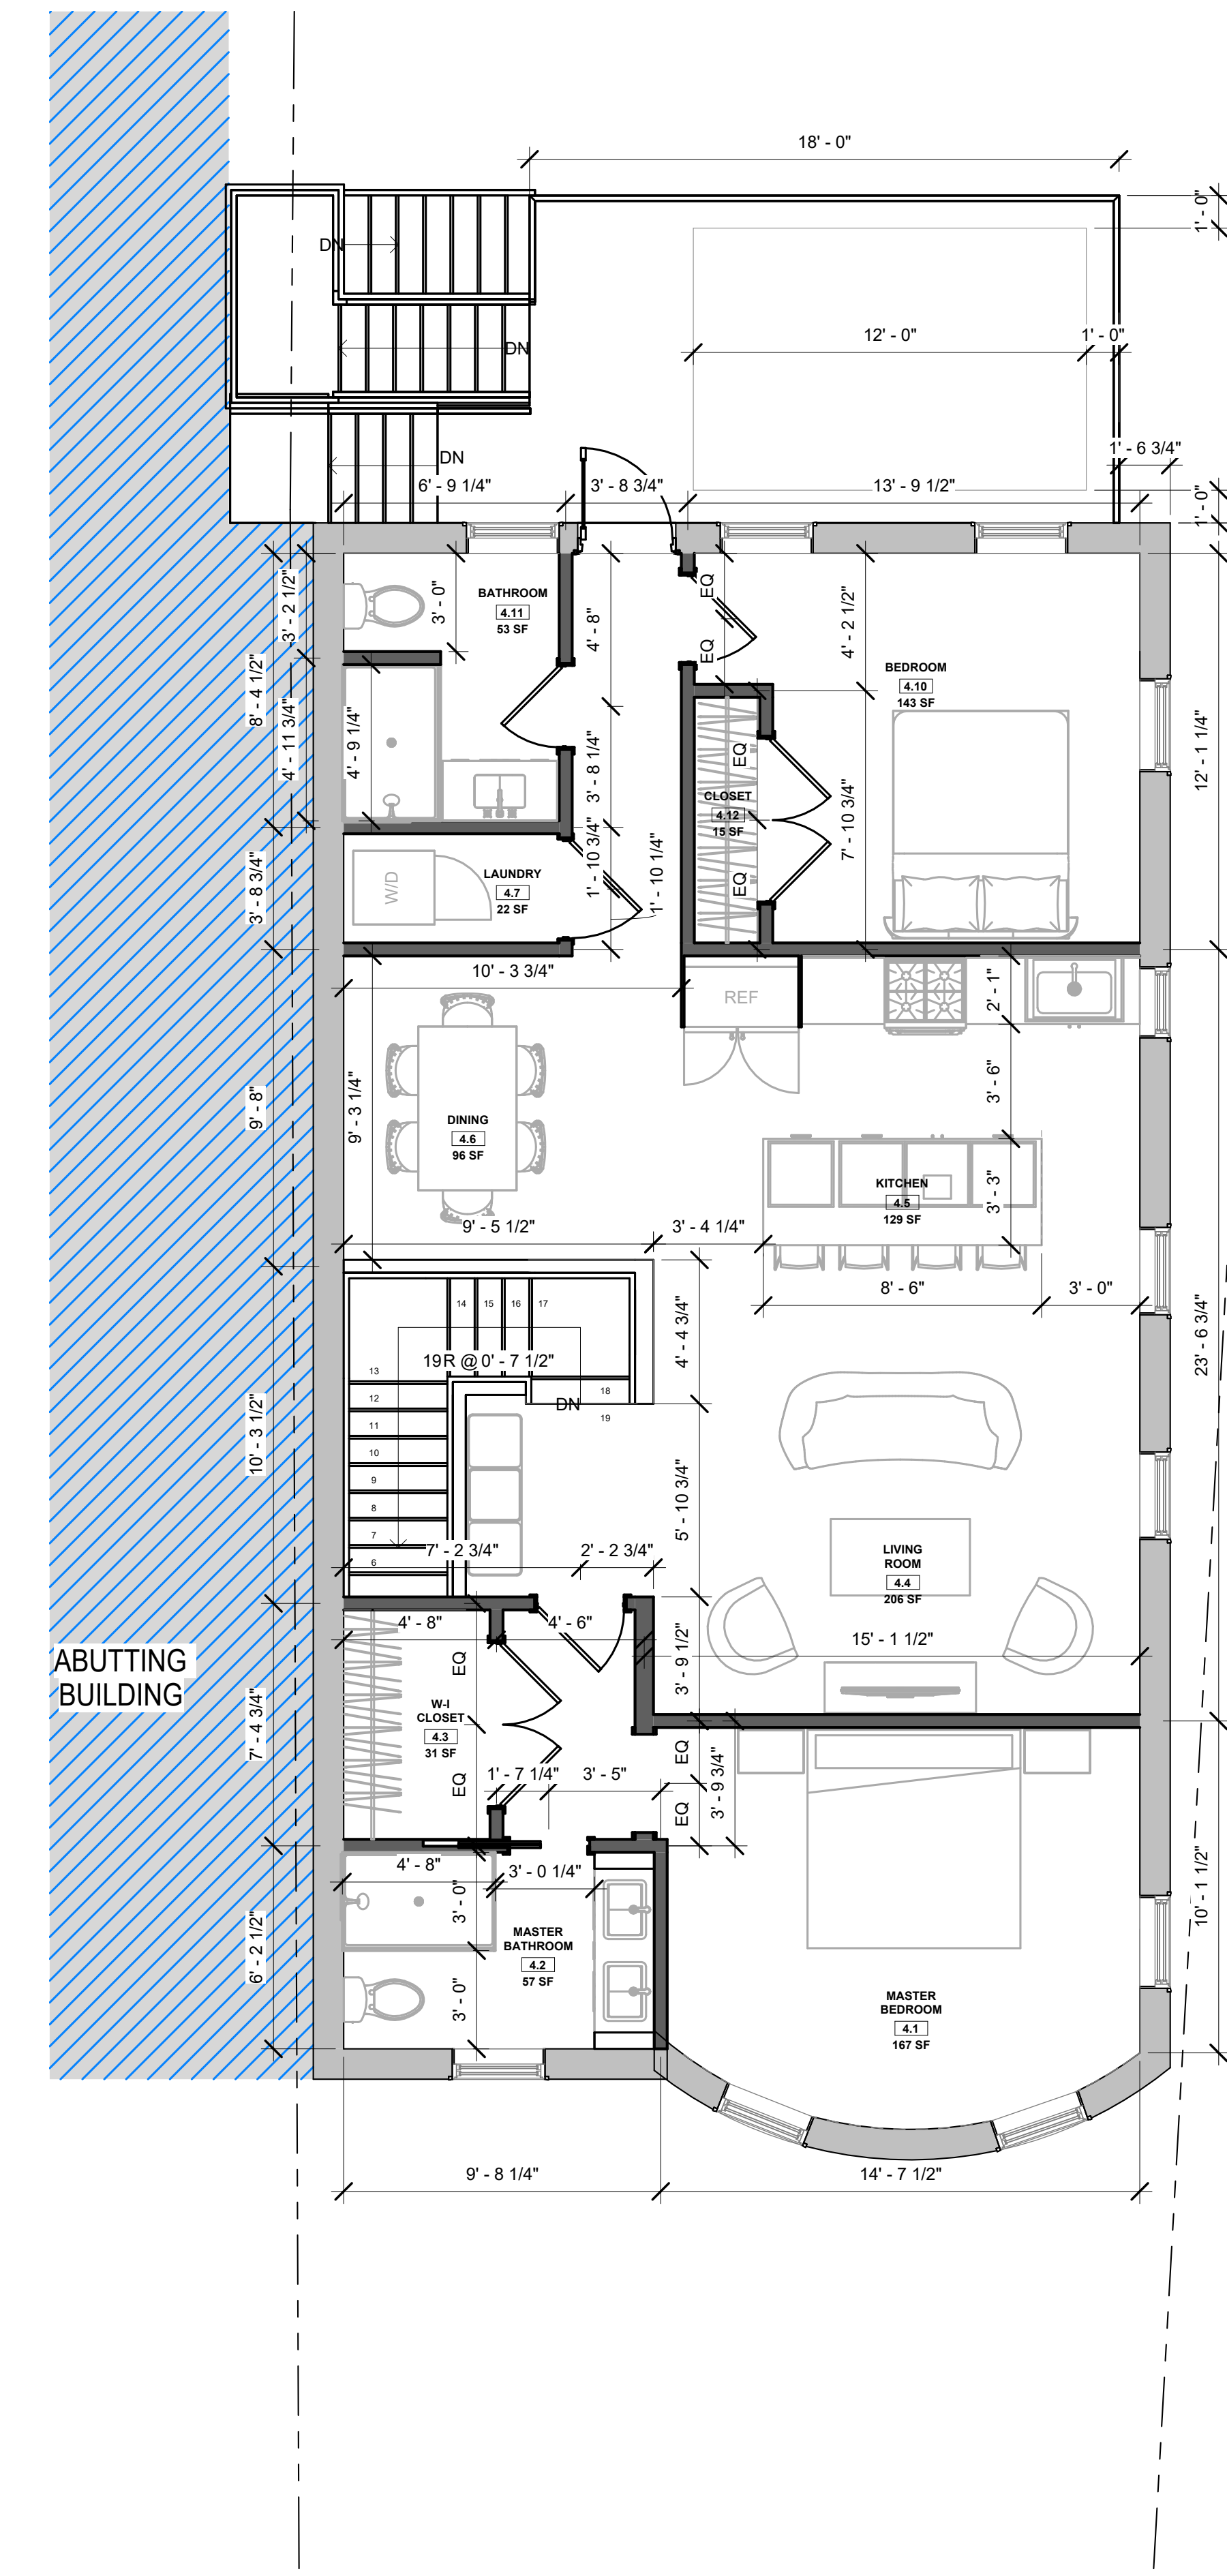 18' - 0"
1' - 0"
DN
12' - 0"
1' - 0"
DN
DN
1' - 6 3/4"
6' - 9 1/4"
3' - 8 3/4"
13' - 9 1/2"
1' - 0"
3' - 2 1/2"
3' - 0"
BATHROOM
4.11
53 SF
4' - 8"
EQ
EQ
4' - 2 1/2"
BEDROOM
4.10
143 SF
8' - 4 1/2"
4' - 11 3/4"
4' - 9 1/4"
3' - 8 1/4"
EQ
CLOSET
4.12
15 SF
EQ
7' - 10 3/4"
12' - 1 1/4"
3' - 8 3/4"
W/D
LAUNDRY
4.7
22 SF
1' - 10 3/4"
1' - 10 1/4"
10' - 3 3/4"
REF
2' - 1"
9' - 8"
9' - 3 1/4"
DINING
4.6
96 SF
3' - 6"
KITCHEN
4.5
129 SF
3' - 3"
9' - 5 1/2"
3' - 4 1/4"
8' - 6"
3' - 0"
14
15
16
17
4' - 4 3/4"
23' - 6 3/4"
19R @ 0' - 7 1/2"
13
12
11
10
9
8
7
6
18
DN
19
10' - 3 1/2"
5' - 10 3/4"
7' - 2 3/4"
2' - 2 3/4"
LIVING
ROOM
4.4
206 SF
4' - 8"
4' - 6"
3' - 9 1/2"
15' - 1 1/2"
ABUTTING
BUILDING
EQ
W-I
CLOSET
4.3
31 SF
EQ
7' - 4 3/4"
1' - 7 1/4"
3' - 5"
EQ
EQ
3' - 9 3/4"
4' - 8"
3' - 0 1/4"
3' - 0"
MASTER
BATHROOM
4.2
57 SF
6' - 2 1/2"
3' - 0"
10' - 1 1/2"
MASTER
BEDROOM
4.1
167 SF
9' - 8 1/4"
14' - 7 1/2"